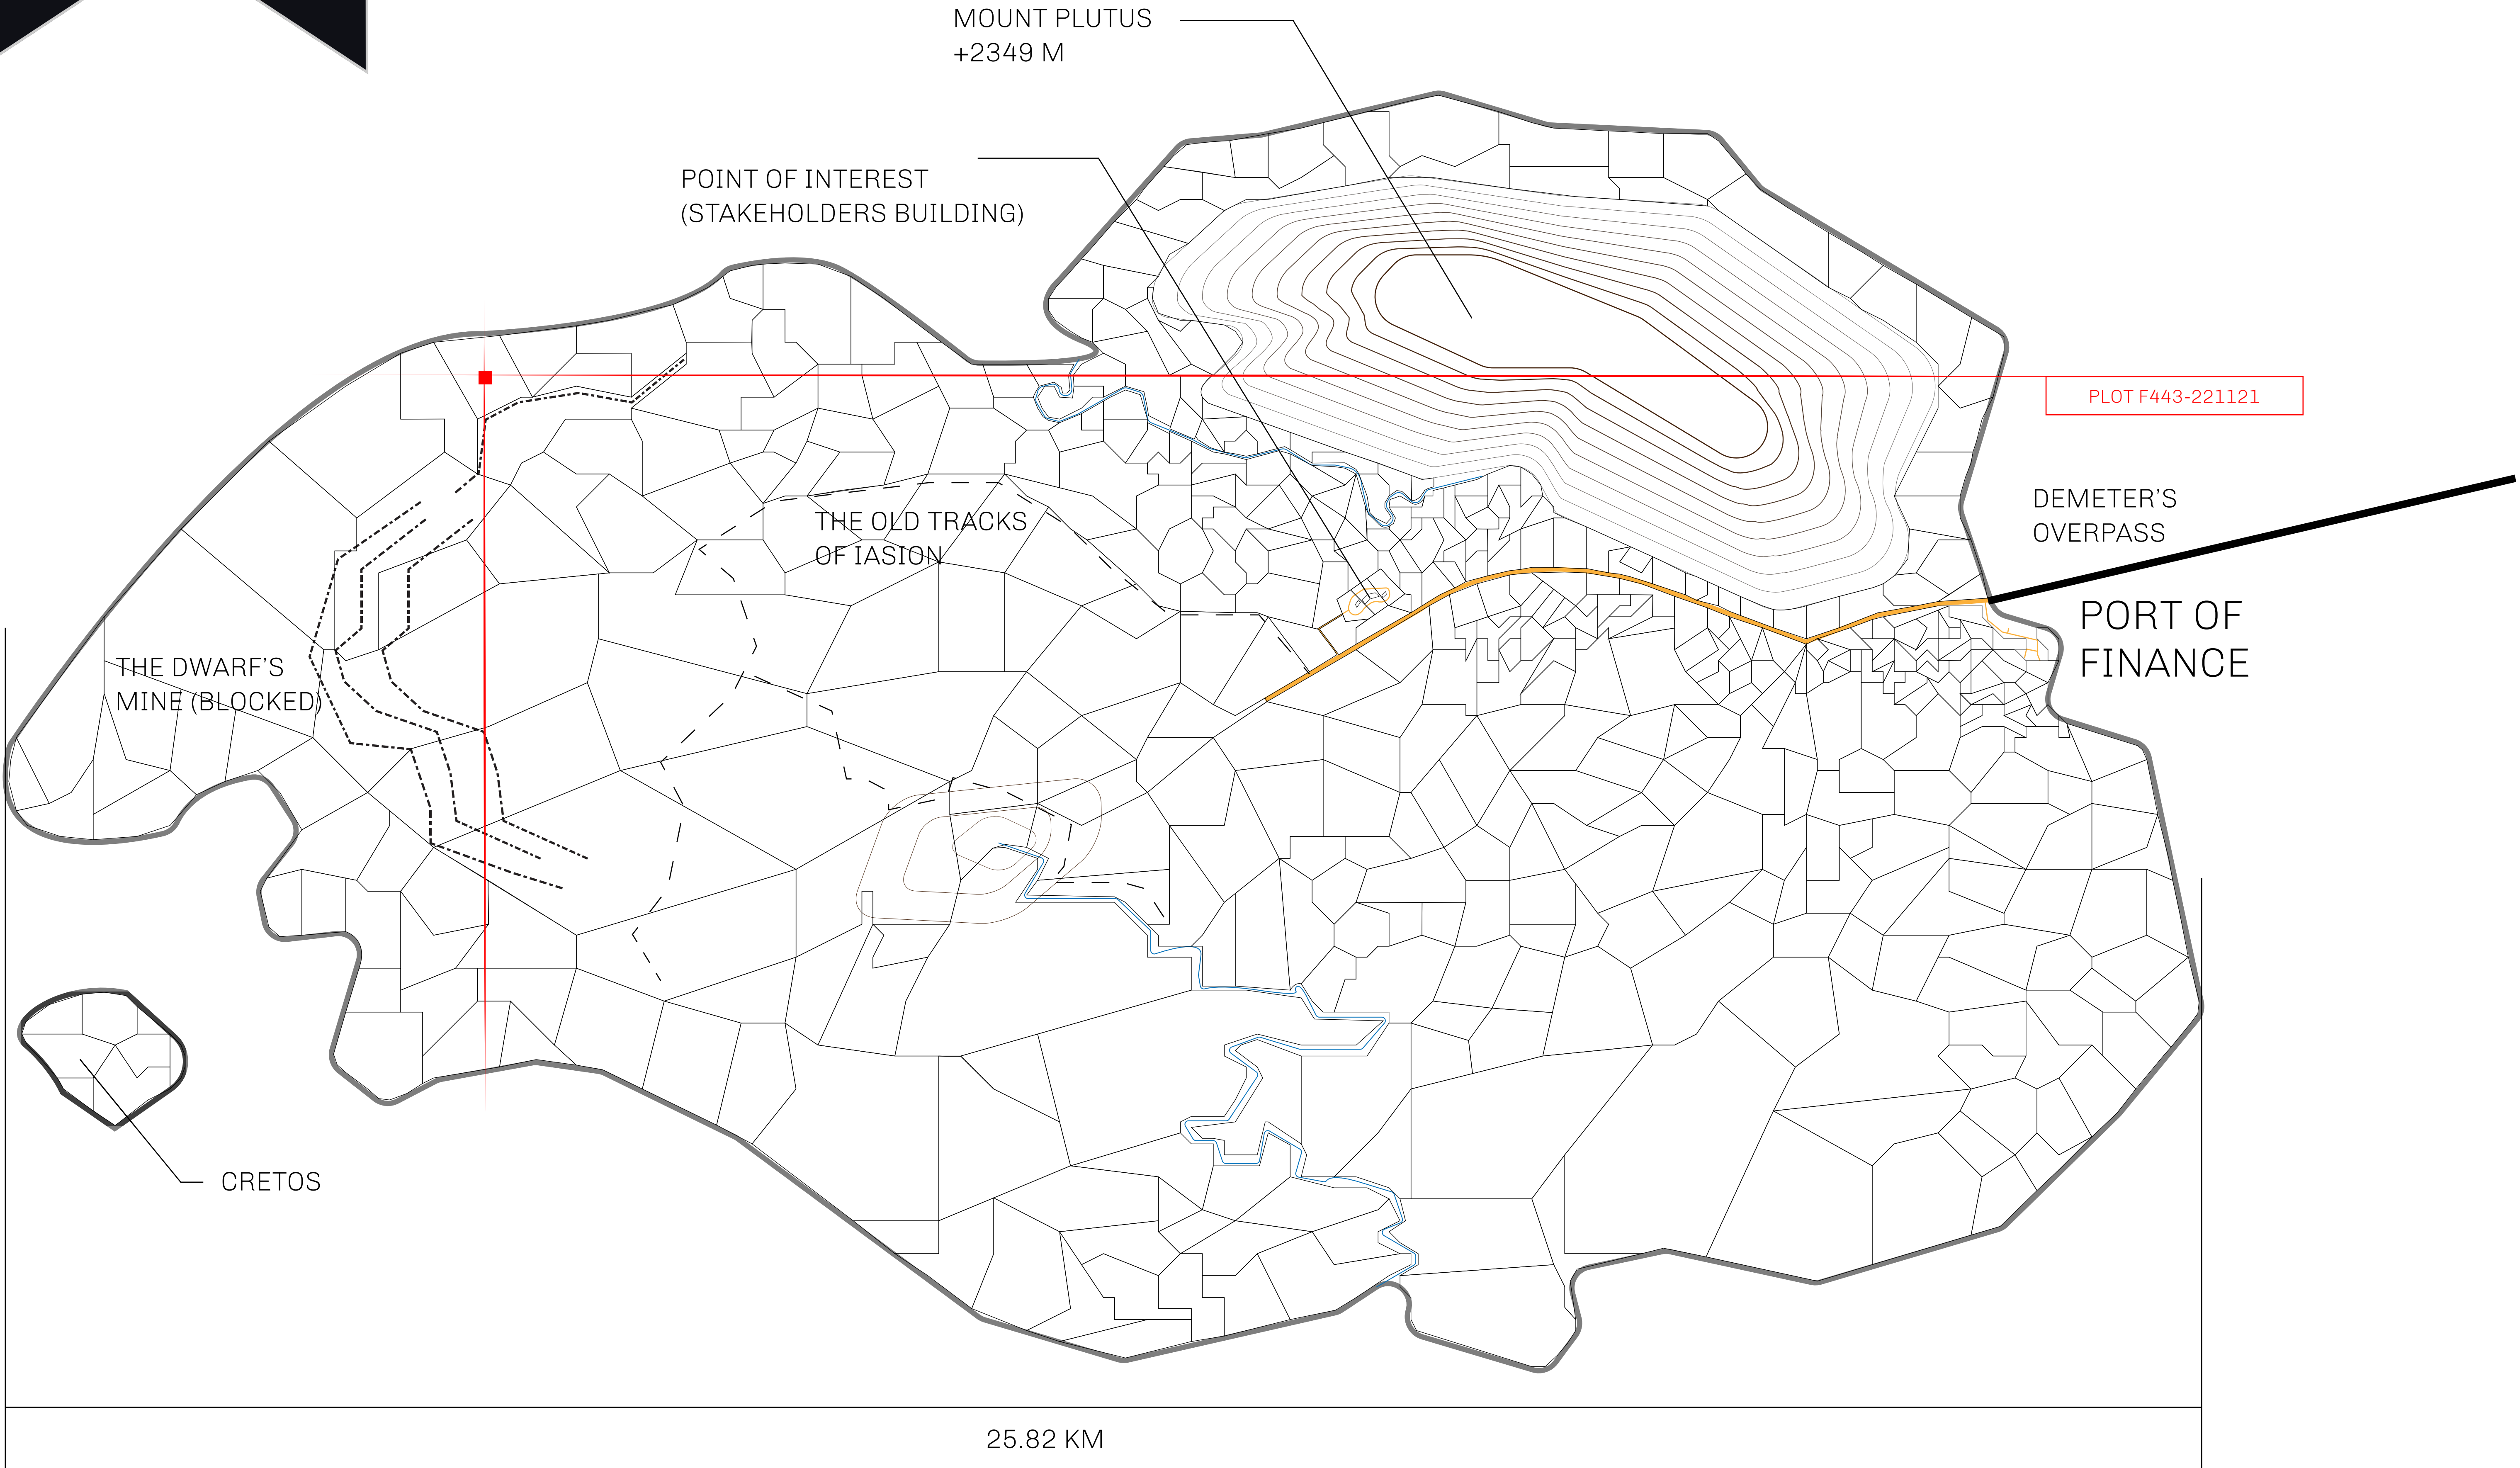 MOUNT PLUTUS
+2349 M
POINT OF INTEREST
(STAKEHOLDERS BUILDING)
PLOT F443-221121
DEMETER'S
OVERPASS
THE OLD TRACKS
OF IASION
PORT OF
FINANCE
THE DWARF'S
MINE (BLOCKED)
CRETOS
25.82 KM